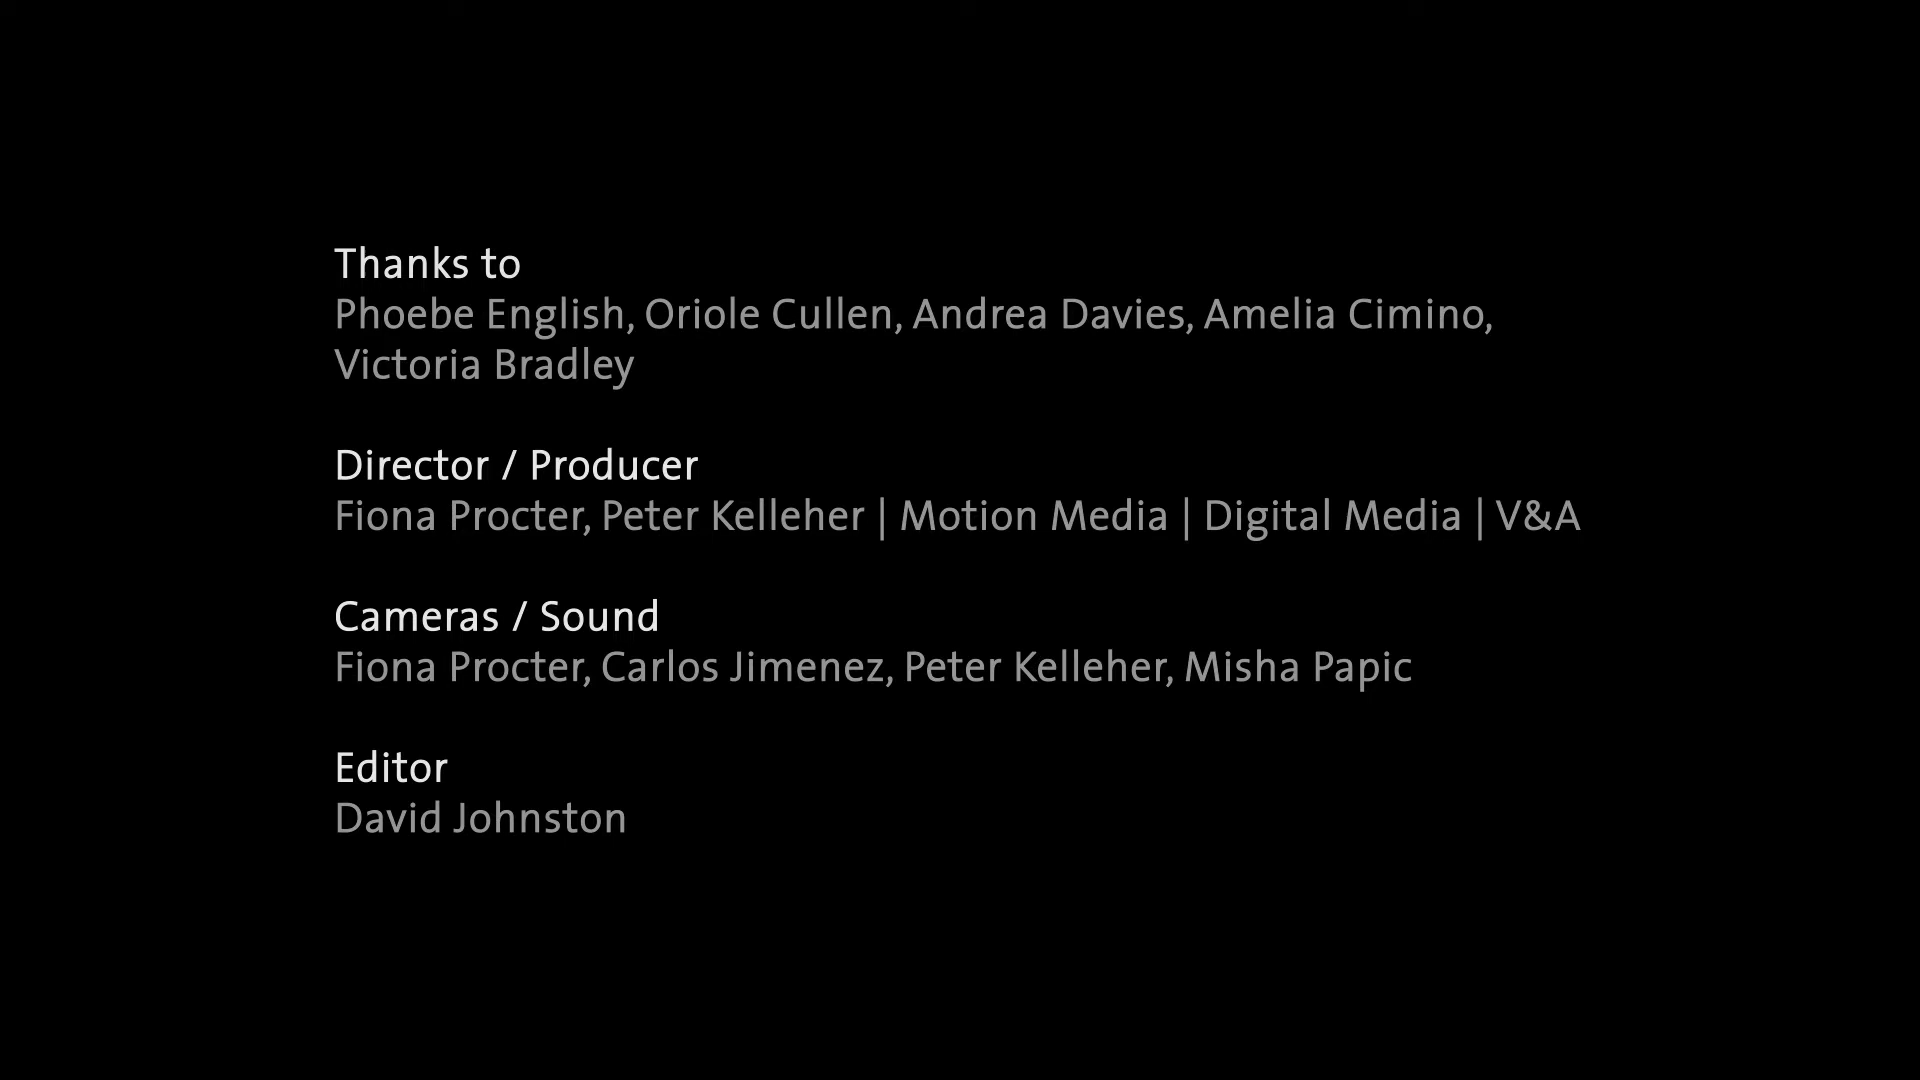 Thanks to
Phoebe English, Oriole Cullen, Andrea Davies, Amelia Cimino,
Victoria Bradley
Director / Producer
Fiona Procter, Peter Kelleher | Motion Media | Digital Media | V&A
Cameras / Sound
Fiona Procter, Carlos Jimenez, Peter Kelleher, Misha Papic
Editor
David Johnston